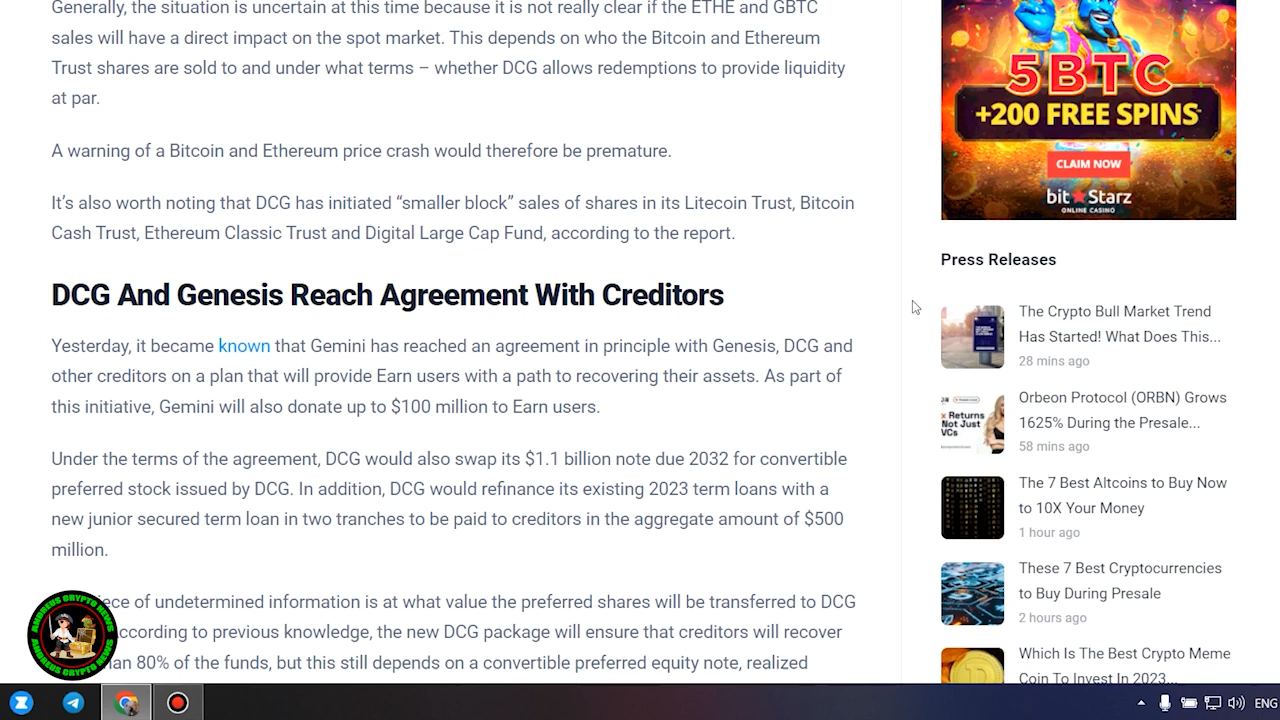 Generally, the situation is uncertain at this time because it is not really clear if the ETHE and GBTC
sales will have a direct impact on the spot market. This depends on who the Bitcoin and Ethereum
Trust shares are sold to and under what terms – whether DCG allows redemptions to provide liquidity
at par.
A warning of a Bitcoin and Ethereum price crash would therefore be premature.
It’s also worth noting that DCG has initiated “smaller block” sales of shares in its Litecoin Trust, Bitcoin
Cash Trust, Ethereum Classic Trust and Digital Large Cap Fund, according to the report.
DCG And Genesis Reach Agreement With Creditors
Yesterday, it became known that Gemini has reached an agreement in principle with Genesis, DCG and
other creditors on a plan that will provide Earn users with a path to recovering their assets. As part of
this initiative, Gemini will also donate up to $100 million to Earn users.
Under the terms of the agreement, DCG would also swap its $1.1 billion note due 2032 for convertible
preferred stock issued by DCG. In addition, DCG would refinance its existing 2023 term loans with a
new junior secured term loan in two tranches to be paid to creditors in the aggregate amount of $500
million.
iece of undetermined information is at what value the preferred shares will be transferred to DCG
ccording to previous knowledge, the new DCG package will ensure that creditors will recover
an 80% of the funds, but this still depends on a convertible preferred equity note, realized
ANDREUS CRYPTO NEWS
ANDREUS CRYPTO NEWS
5BTC
+200 FREE SPINS
CLAIM NOW
bit Starz
ONLINE CASINO
Press Releases
The Crypto Bull Market Trend
Has Started! What Does This...
28 mins ago
x Returns
Not Just
VCs
Orbeon Protocol (ORBN) Grows
1625% During the Presale...
58 mins ago
The 7 Best Altcoins to Buy Now
to 10X Your Money
1 hour ago
These 7 Best Cryptocurrencies
to Buy During Presale
2 hours ago
Which Is The Best Crypto Meme
Coin To Invest In 2023...
ENG